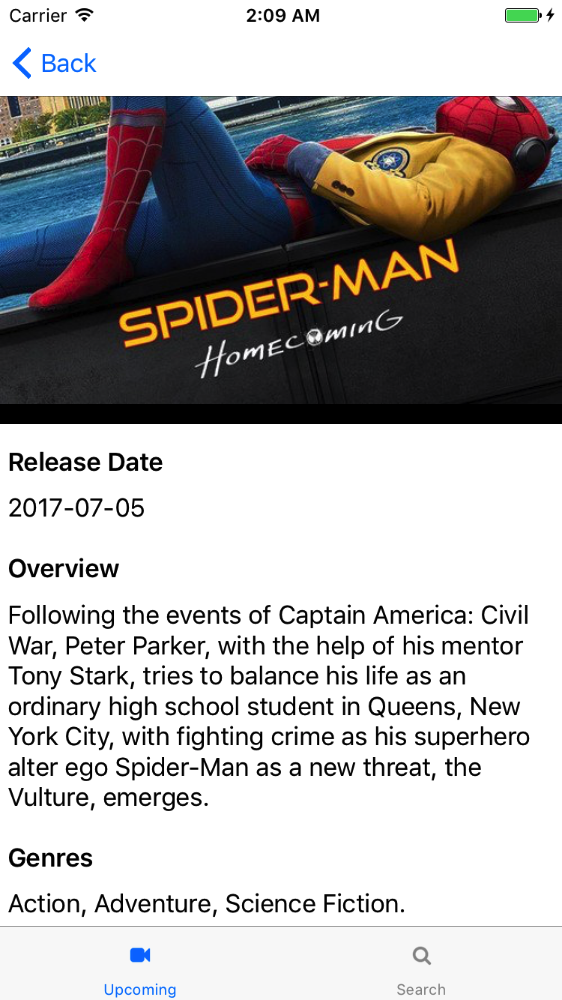 Carrier 2:09 AM
Back
SPIDER-MAN
HOMECOMING
Release Date
2017-07-05
Overview
Following the events of Captain America: Civil
War, Peter Parker, with the help of his mentor
Tony Stark, tries to balance his life as an
ordinary high school student in Queens, New
York City, with fighting crime as his superhero
alter ego Spider-Man as a new threat, the
Vulture, emerges.
Genres
Action, Adventure, Science Fiction.
Upcoming Search